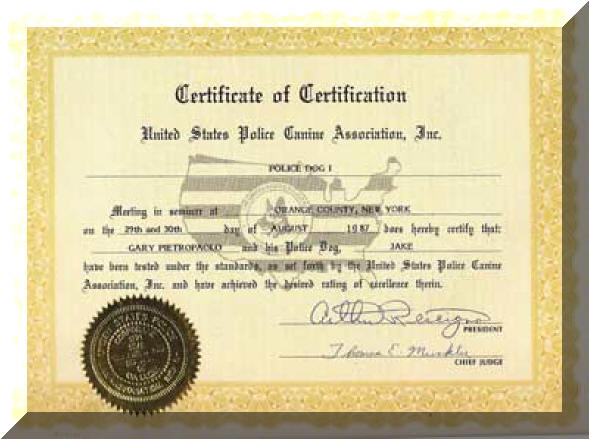 Certificate of Certification
United States Police Canine Association, Inc.
POLICE DOG I
Meeting in seminar at ORANGE COUNTY, NEW YORK
on the 29th and 30th day of AUGUST 1987 does hereby certify that:
GARY PIETROPAOLO and his Police Dog, JAKE
have been tested under the standards, as set forth by the United States Police Canine
Association, Inc. and have achieved the desired rating of excellence therin.
PRESIDENT
Thomas E.
CHIEF JUDGE